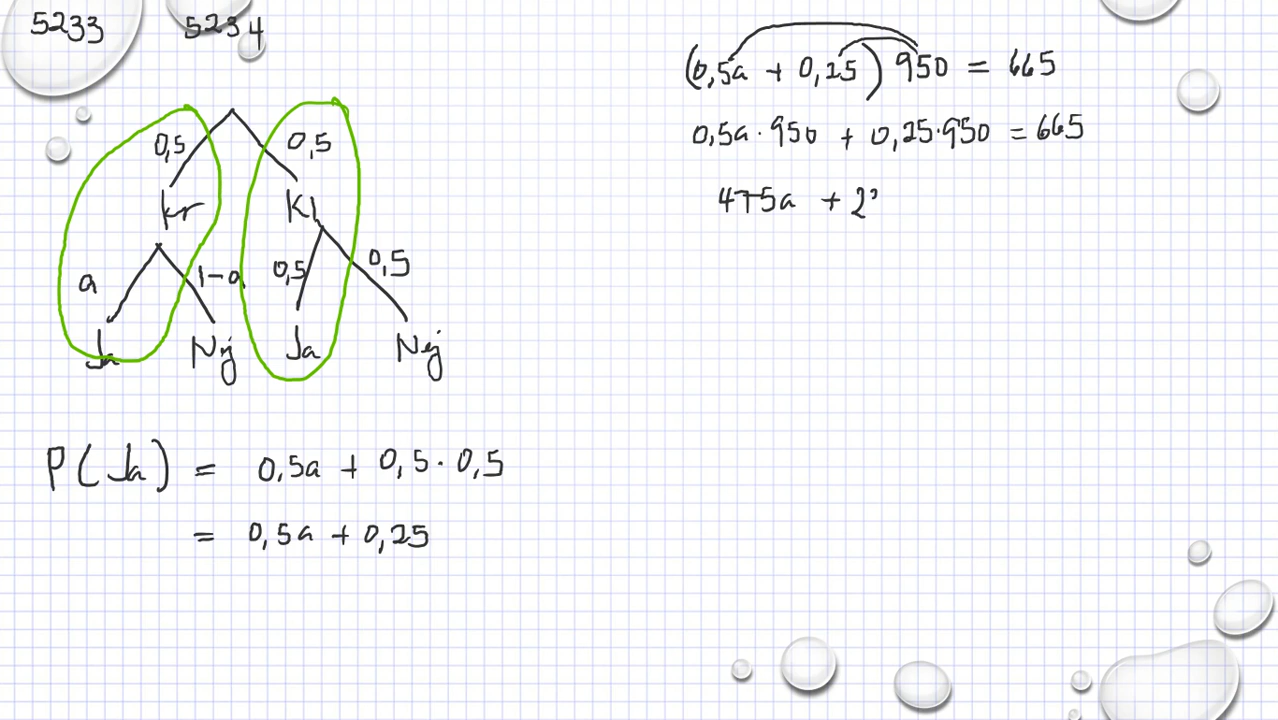 5233 5234
0,5 0,5
Kr Kl
a 1-a 0,5 0,5
Ja Nej Ja Nej
P(Ja) = 0,5a + 0,5 · 0,5
= 0,5a + 0,25
(0,5a + 0,25) 950 = 665
0,5a · 950 + 0,25 · 950 = 665
475a + 2